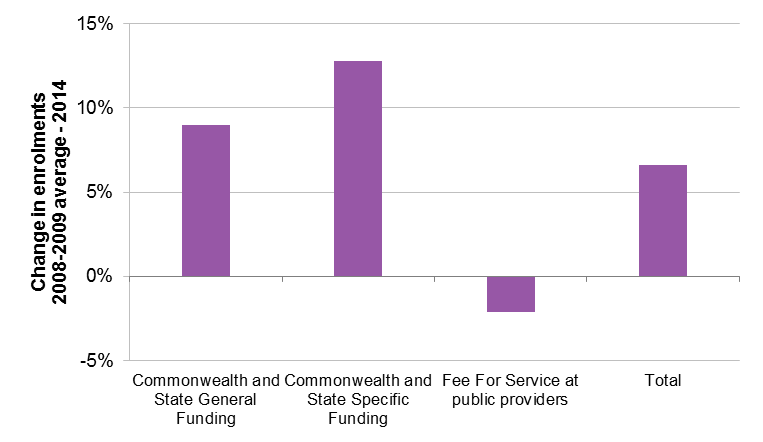 15%
10%
5%
0%
-5%
Change in enrolments
2008-2009 average - 2014
Commonwealth and
State General
Funding
Commonwealth and
State Specific
Funding
Fee For Service at
public providers
Total